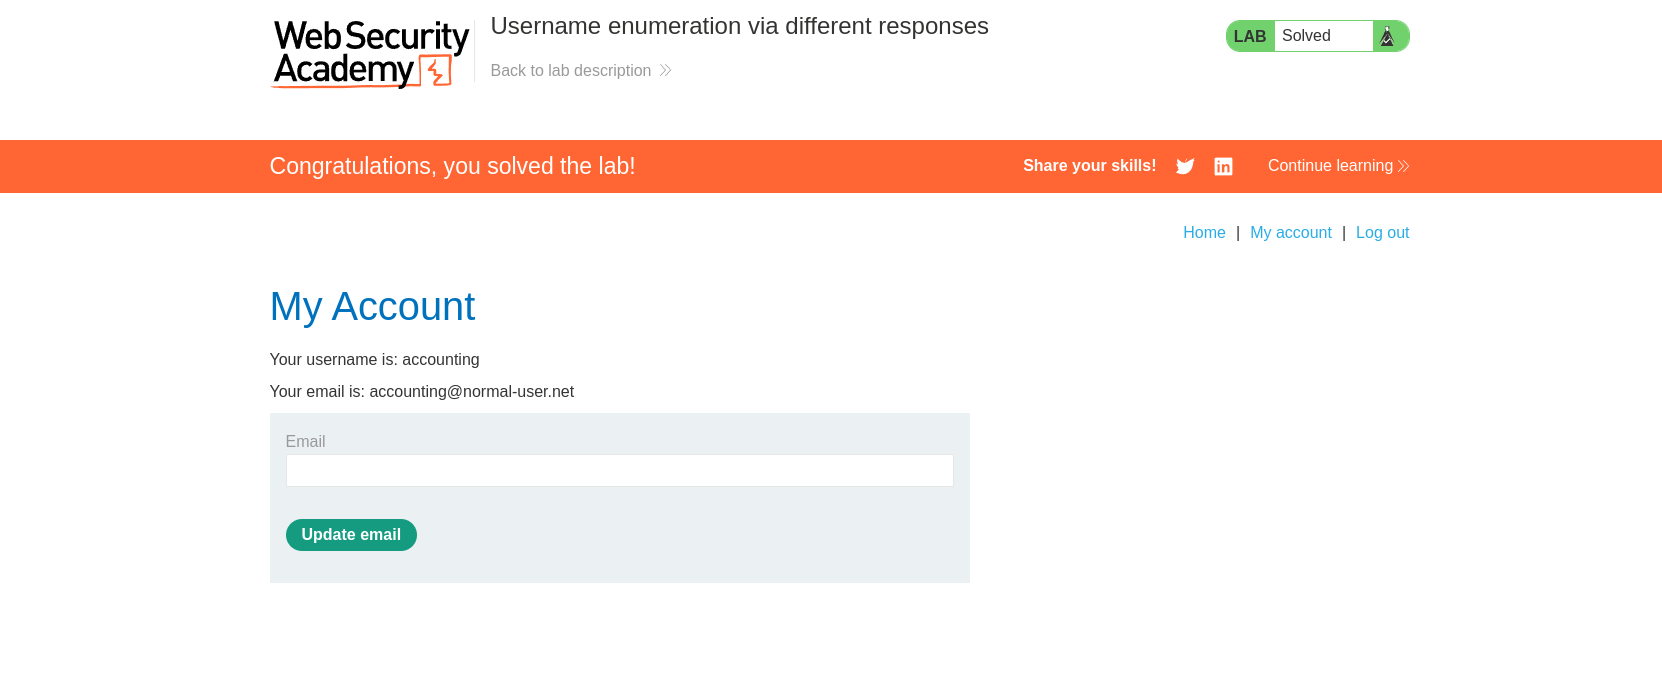 Web Security
Academy
Username enumeration via different responses
Back to lab description
LAB Solved
Congratulations, you solved the lab!
Share your skills!
Continue learning
Home | My account | Log out
My Account
Your username is: accounting
Your email is: accounting@normal-user.net
Email
Update email